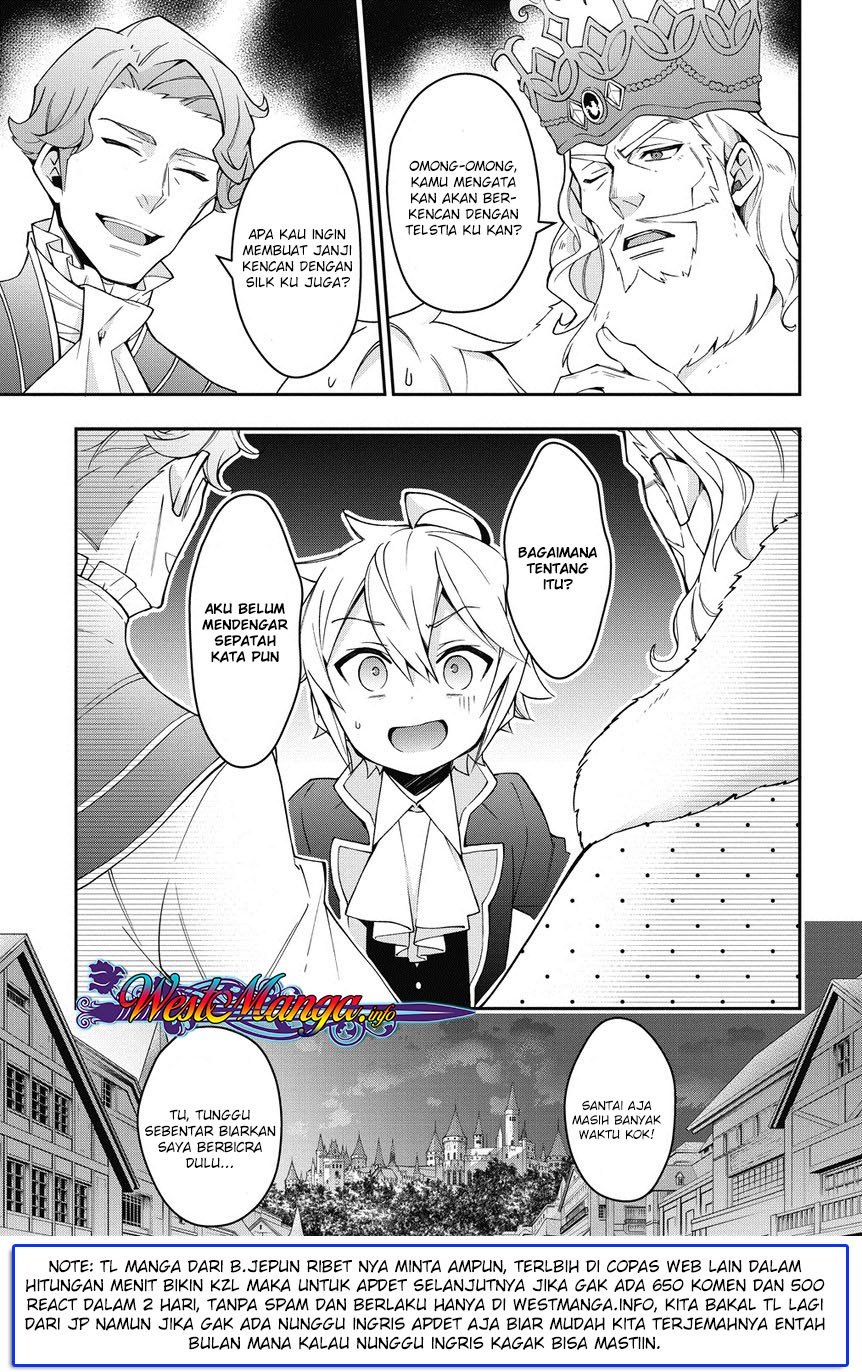 OMONG-OMONG,
KAMU MENGATA
KAN AKAN BER-
KENCAN DENGAN
TELSTIA KU KAN?
APA KAU INGIN
MEMBUAT JANJI
KENCAN DENGAN
SILK KU JUGA?
BAGAIMANA
TENTANG
ITU?
AKU BELUM
MENDENGAR
SEPATAH
KATA PUN
WestManga.info
SANTAI AJA
MASIH BANYAK
WAKTU KOK!
TU, TUNGGU
SEBENTAR BIARKAN
SAYA BERBICRA
DULU...
NOTE: TL MANGA DARI B.JEPUN RIBET NYA MINTA AMPUN, TERLBIH DI COPAS WEB LAIN DALAM
HITUNGAN MENIT BIKIN KZL MAKA UNTUK APDET SELANJUTNYA JIKA GAK ADA 650 KOMEN DAN 500
REACT DALAM 2 HARI, TANPA SPAM DAN BERLAKU HANYA DI WESTMANGA.INFO, KITA BAKAL TL LAGI
DARI JP NAMUN JIKA GAK ADA NUNGGU INGRIS APDET AJA BIAR MUDAH KITA TERJEMAHNYA ENTAH
BULAN MANA KALAU NUNGGU INGRIS KAGAK BISA MASTIIN.